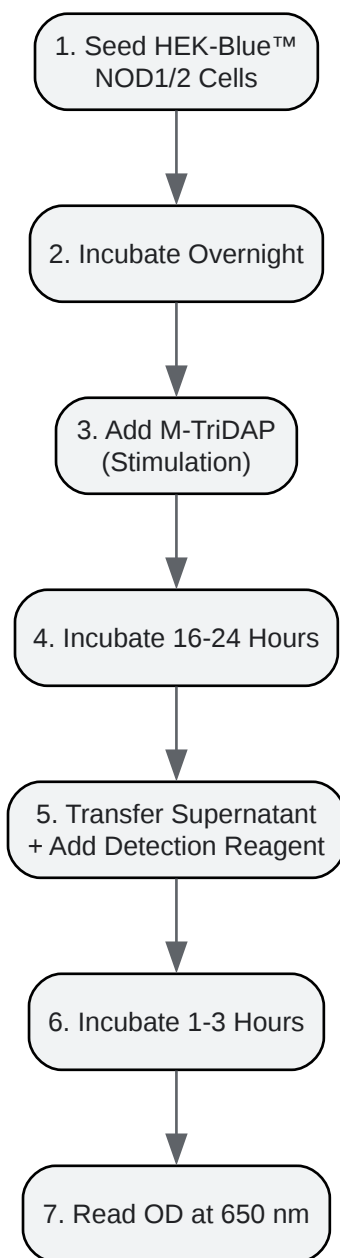 1. Seed HEK-Blue™
NOD1/2 Cells
2. Incubate Overnight
3. Add M-TriDAP
(Stimulation)
4. Incubate 16-24 Hours
5. Transfer Supernatant
+ Add Detection Reagent
6. Incubate 1-3 Hours
7. Read OD at 650 nm